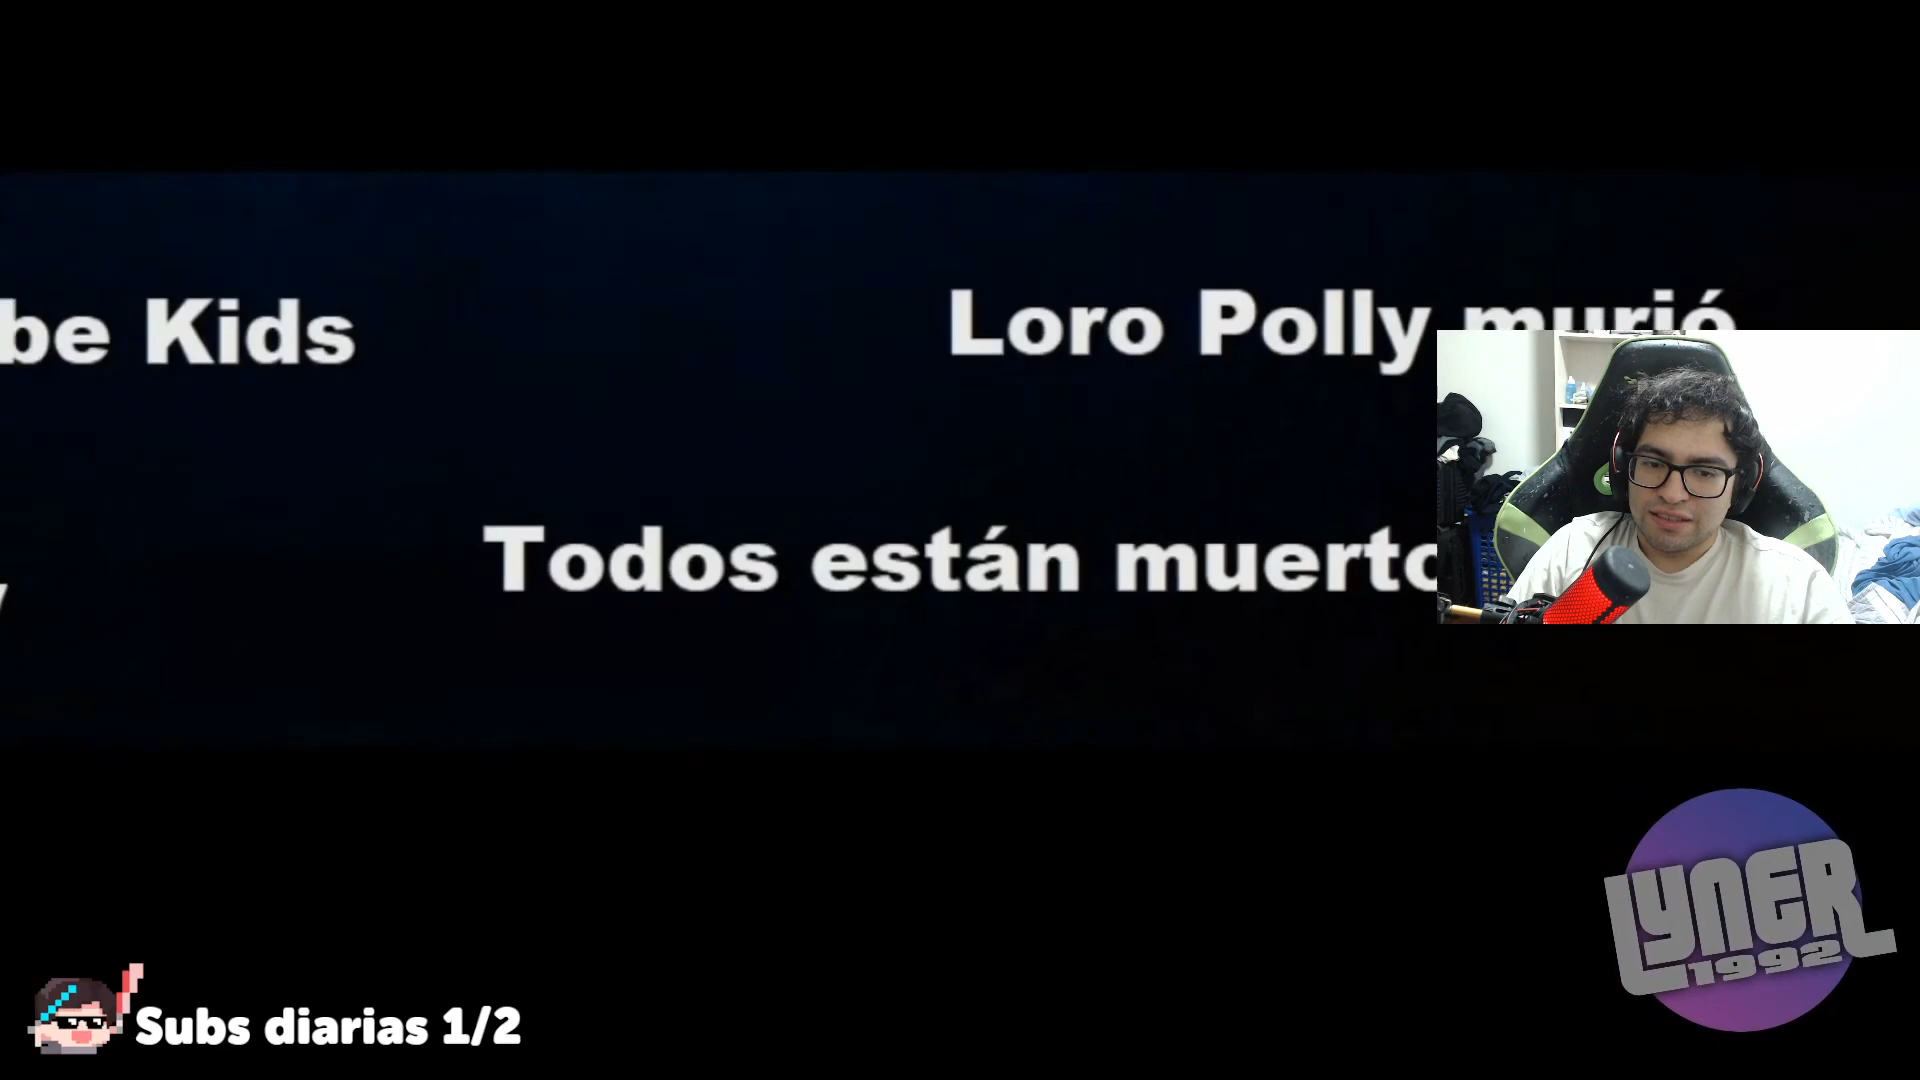 be Kids
Loro Polly murió
Todos están muerto
LYNER
1992
Subs diarias 1/2